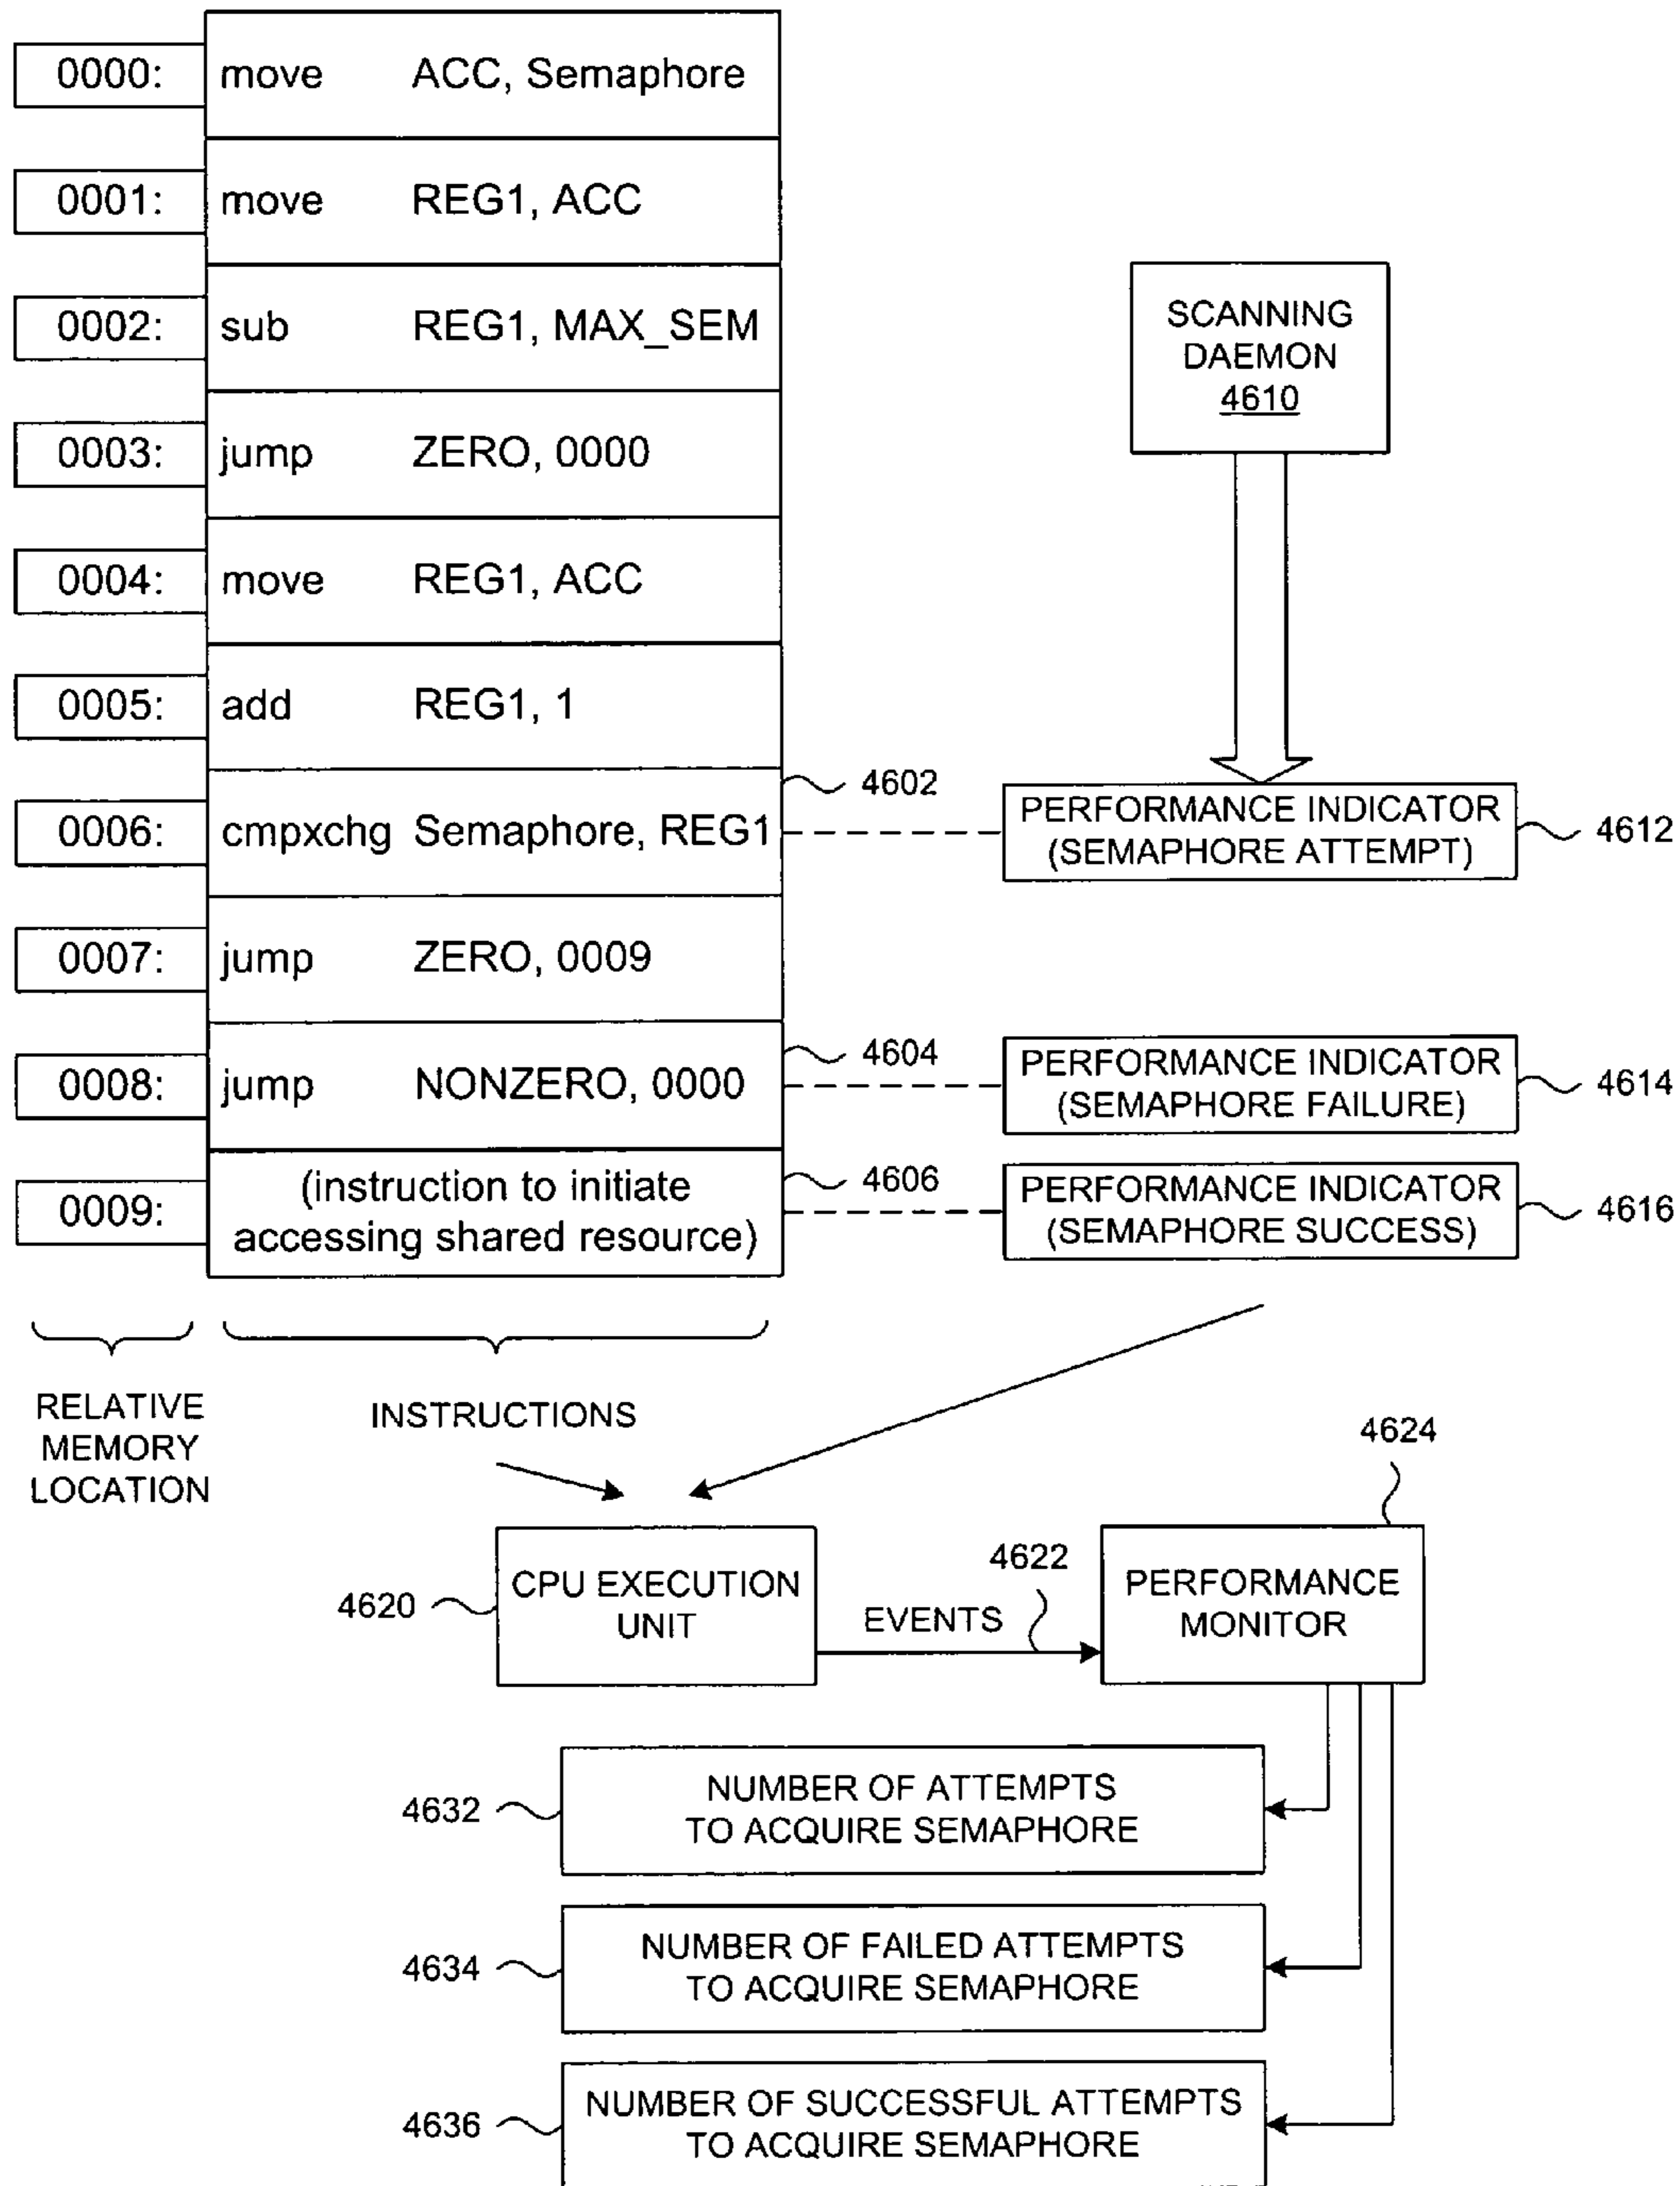 0000: move ACC, Semaphore
0001: move REG1, ACC
0002: sub REG1, MAX_SEM
0003: jump ZERO, 0000
0004: move REG1, ACC
0005: add REG1, 1
0006: cmpxchg Semaphore, REG1
0007: jump ZERO, 0009
0008: jump NONZERO, 0000
0009: (instruction to initiate
accessing shared resource)
SCANNING
DAEMON
4610
4602
PERFORMANCE INDICATOR
(SEMAPHORE ATTEMPT)
4612
4604
PERFORMANCE INDICATOR
(SEMAPHORE FAILURE)
4614
4606
PERFORMANCE INDICATOR
(SEMAPHORE SUCCESS)
4616
RELATIVE
MEMORY
LOCATION
INSTRUCTIONS
4624
4620
CPU EXECUTION
UNIT
EVENTS
4622
PERFORMANCE
MONITOR
4632
NUMBER OF ATTEMPTS
TO ACQUIRE SEMAPHORE
4634
NUMBER OF FAILED ATTEMPTS
TO ACQUIRE SEMAPHORE
4636
NUMBER OF SUCCESSFUL ATTEMPTS
TO ACQUIRE SEMAPHORE